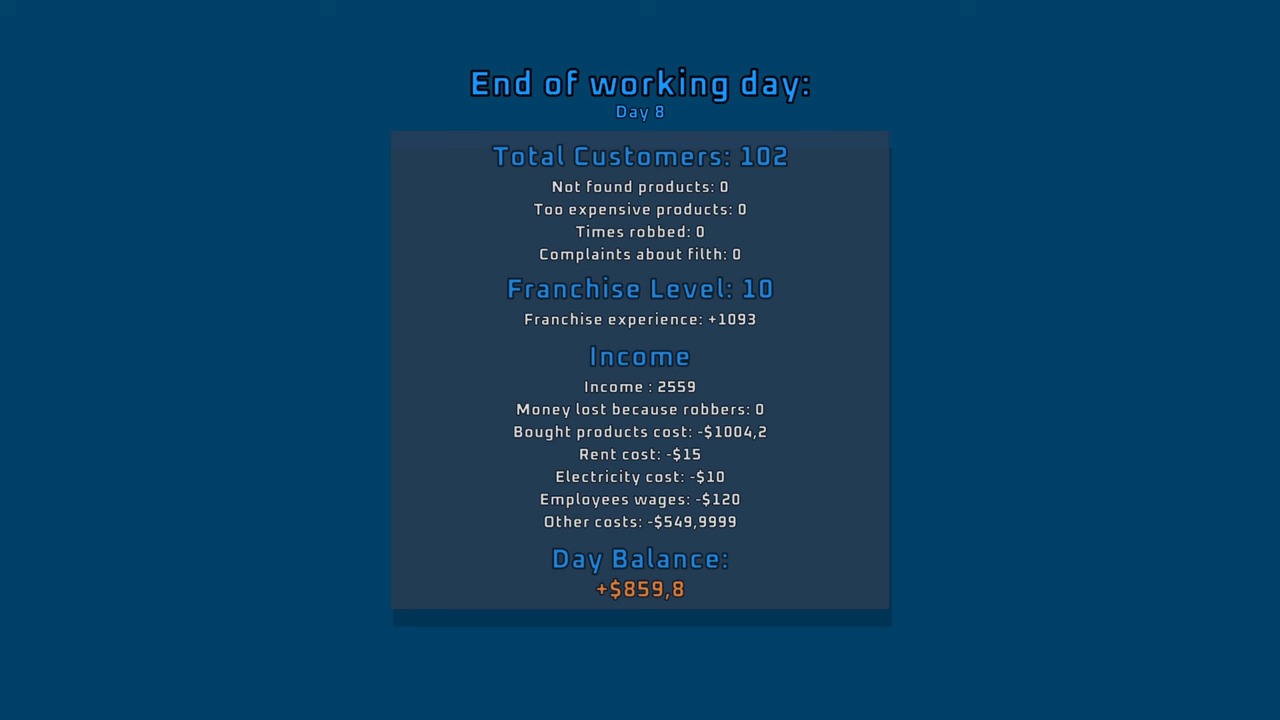 End of working day:
Day 8
Total Customers: 102
Not found products: 0
Too expensive products: 0
Times robbed: 0
Complaints about filth: 0
Franchise Level: 10
Franchise experience: +1093
Income
Income : 2559
Money lost because robbers: 0
Bought products cost: -$1004,2
Rent cost: -$15
Electricity cost: -$10
Employees wages: -$120
Other costs: -$549,9999
Day Balance:
+$859,8